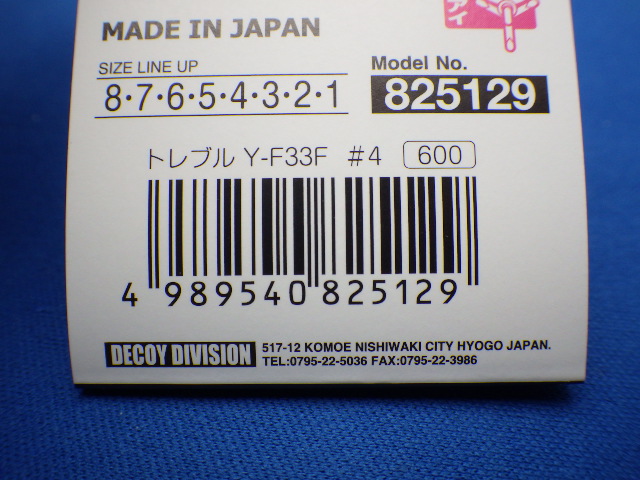 MADE IN JAPAN
アイ
SIZE LINE UP
8・7・6・5・4・3・2・1
Model No.
825129
トレブル Y-F33F #4 600
4 989540 825129
DECOY DIVISION
517-12 KOMOE NISHIWAKI CITY HYOGO JAPAN.
TEL:0795-22-5036 FAX:0795-22-3986